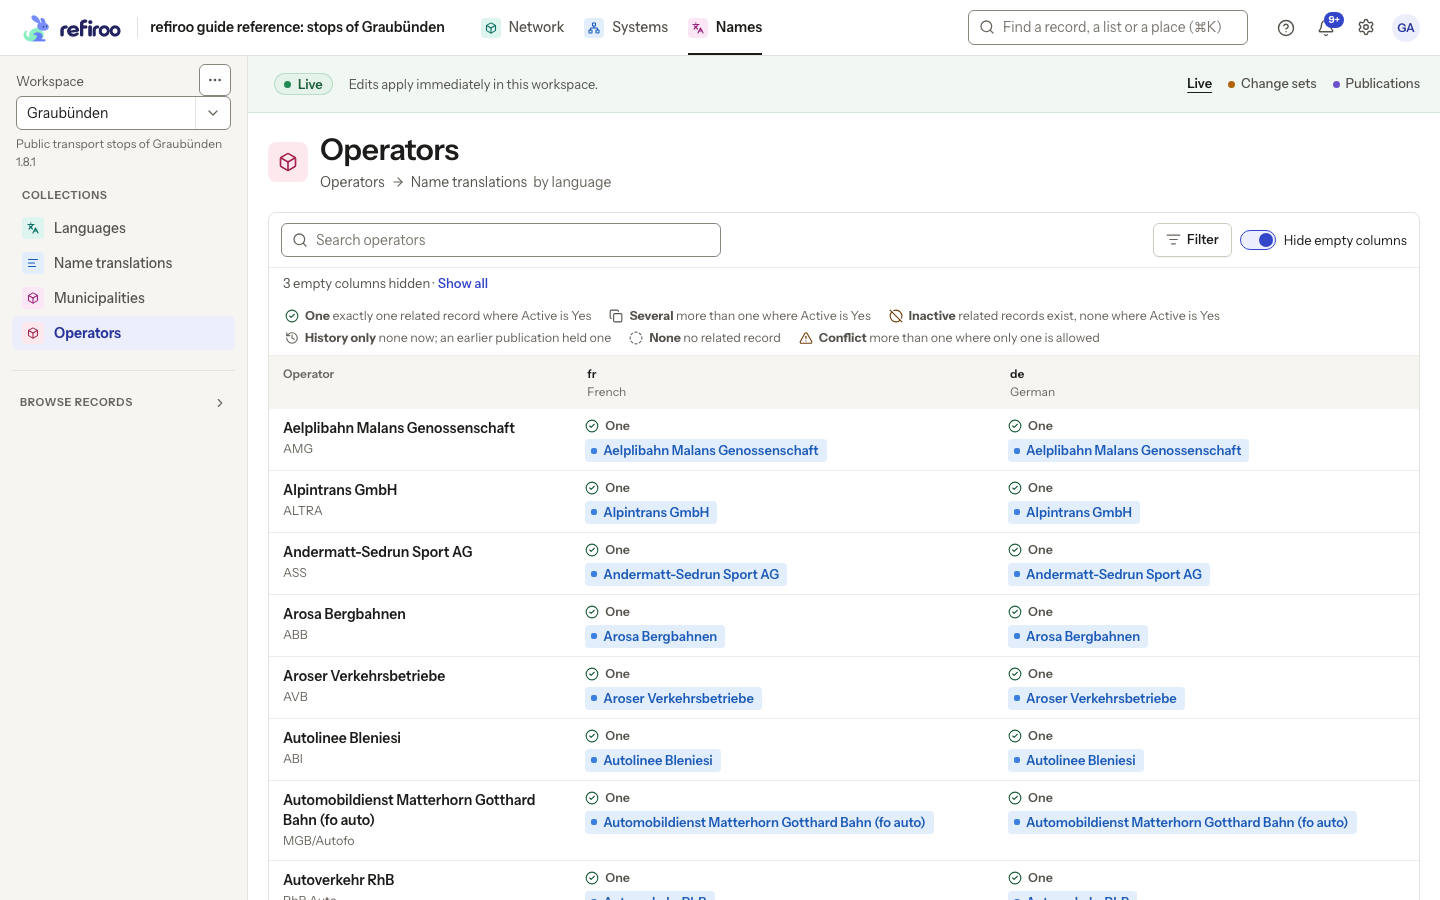 refiroo
refiroo guide reference: stops of Graubünden
Network
Systems
Names
Find a record, a list or a place (⌘K)
9+
GA
Workspace
Graubünden
Public transport stops of Graubünden
1.8.1
COLLECTIONS
Languages
Name translations
Municipalities
Operators
BROWSE RECORDS
Live
Edits apply immediately in this workspace.
Live
Change sets
Publications
Operators
Operators → Name translations by language
Search operators
Filter
Hide empty columns
3 empty columns hidden · Show all
One exactly one related record where Active is Yes
Several more than one where Active is Yes
Inactive related records exist, none where Active is Yes
History only none now; an earlier publication held one
None no related record
Conflict more than one where only one is allowed
Operator
fr
French
de
German
Aelplibahn Malans Genossenschaft
AMG
One
Aelplibahn Malans Genossenschaft
One
Aelplibahn Malans Genossenschaft
Alpintrans GmbH
ALTRA
One
Alpintrans GmbH
One
Alpintrans GmbH
Andermatt-Sedrun Sport AG
ASS
One
Andermatt-Sedrun Sport AG
One
Andermatt-Sedrun Sport AG
Arosa Bergbahnen
ABB
One
Arosa Bergbahnen
One
Arosa Bergbahnen
Aroser Verkehrsbetriebe
AVB
One
Aroser Verkehrsbetriebe
One
Aroser Verkehrsbetriebe
Autolinee Bleniesi
ABI
One
Autolinee Bleniesi
One
Autolinee Bleniesi
Automobildienst Matterhorn Gotthard
Bahn (fo auto)
MGB/Autofo
One
Automobildienst Matterhorn Gotthard Bahn (fo auto)
One
Automobildienst Matterhorn Gotthard Bahn (fo auto)
Autoverkehr RhB
One
One